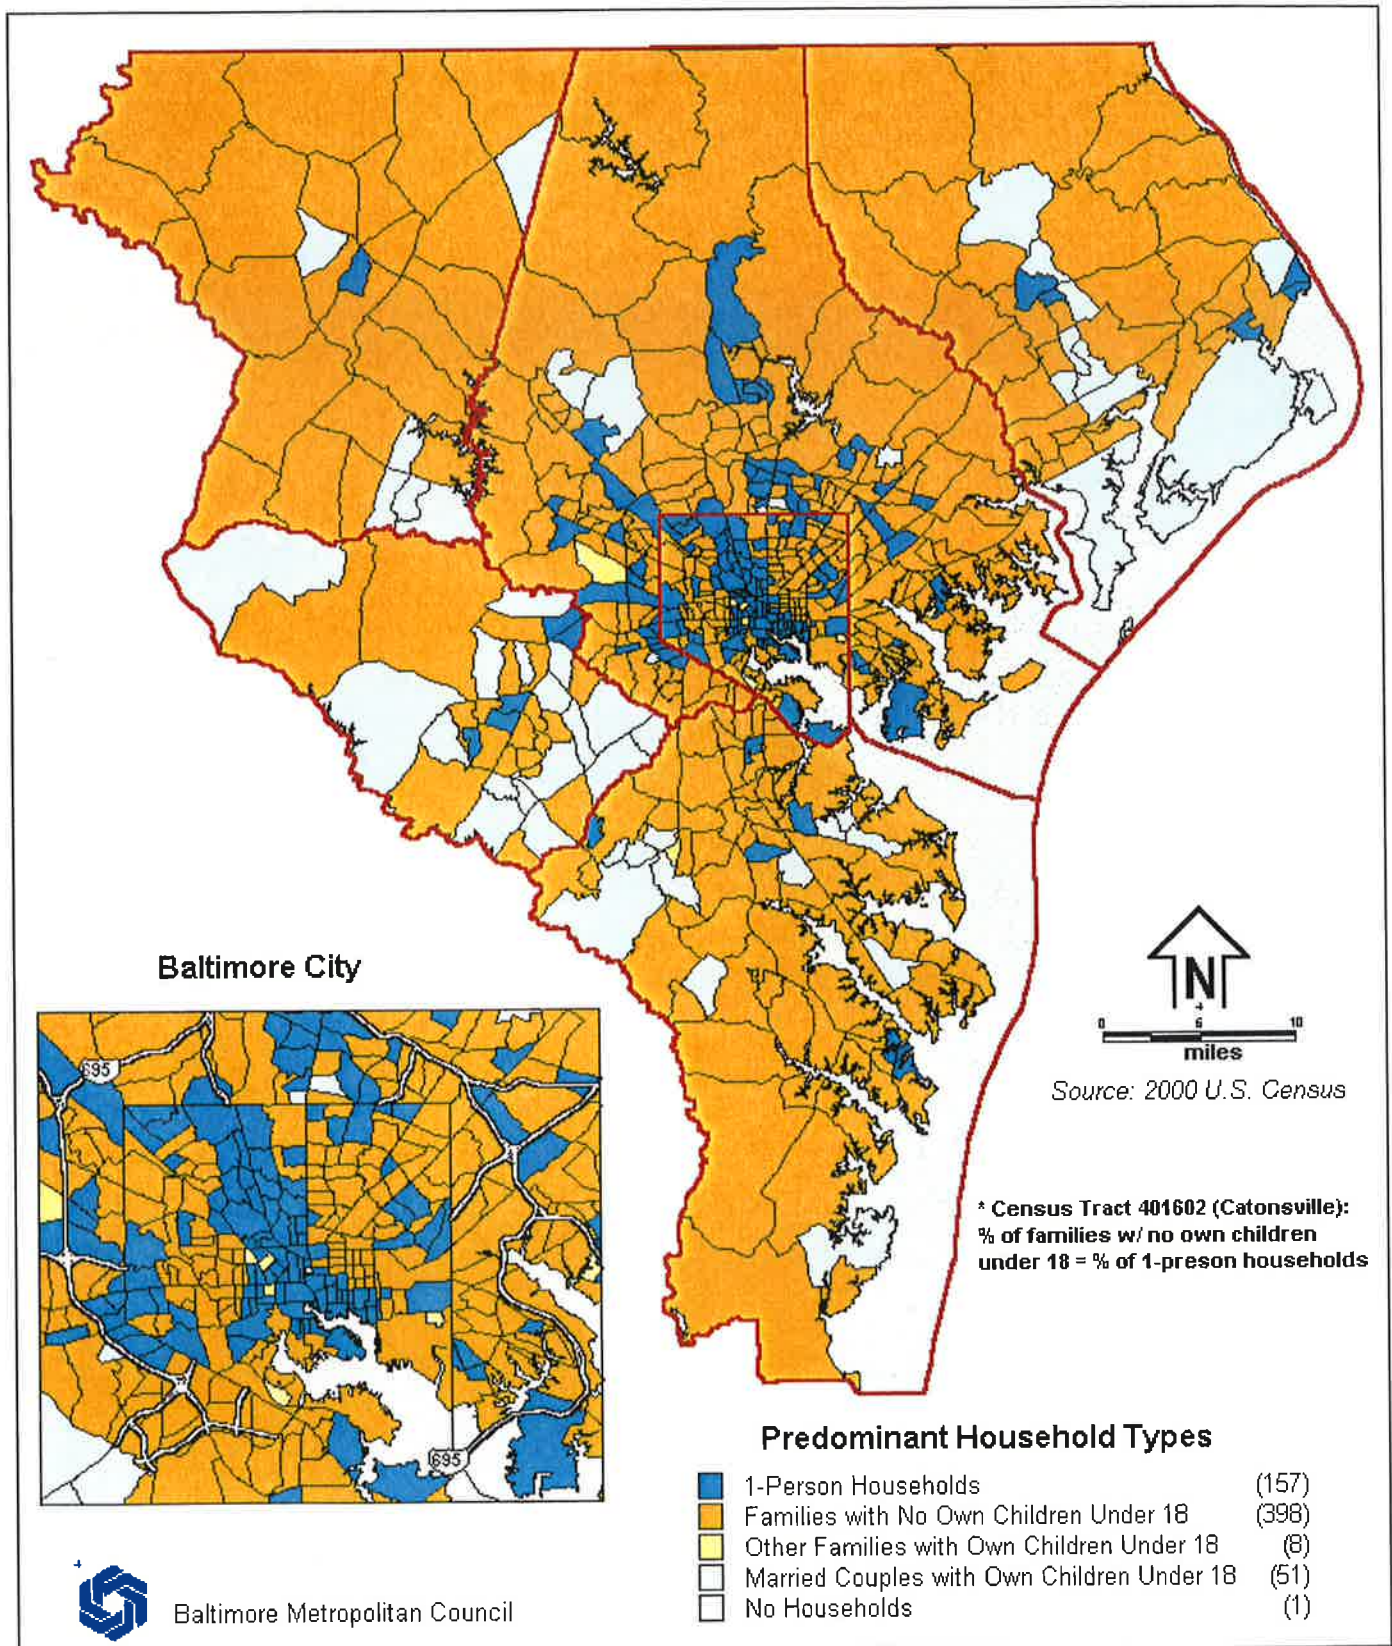 Baltimore City
695
695
N
0 5 10
miles
Source: 2000 U.S. Census
* Census Tract 401602 (Catonsville):
% of families w/ no own children
under 18 = % of 1-preson households
Predominant Household Types
1-Person Households (157)
Families with No Own Children Under 18 (398)
Other Families with Own Children Under 18 (8)
Married Couples with Own Children Under 18 (51)
No Households (1)
Baltimore Metropolitan Council